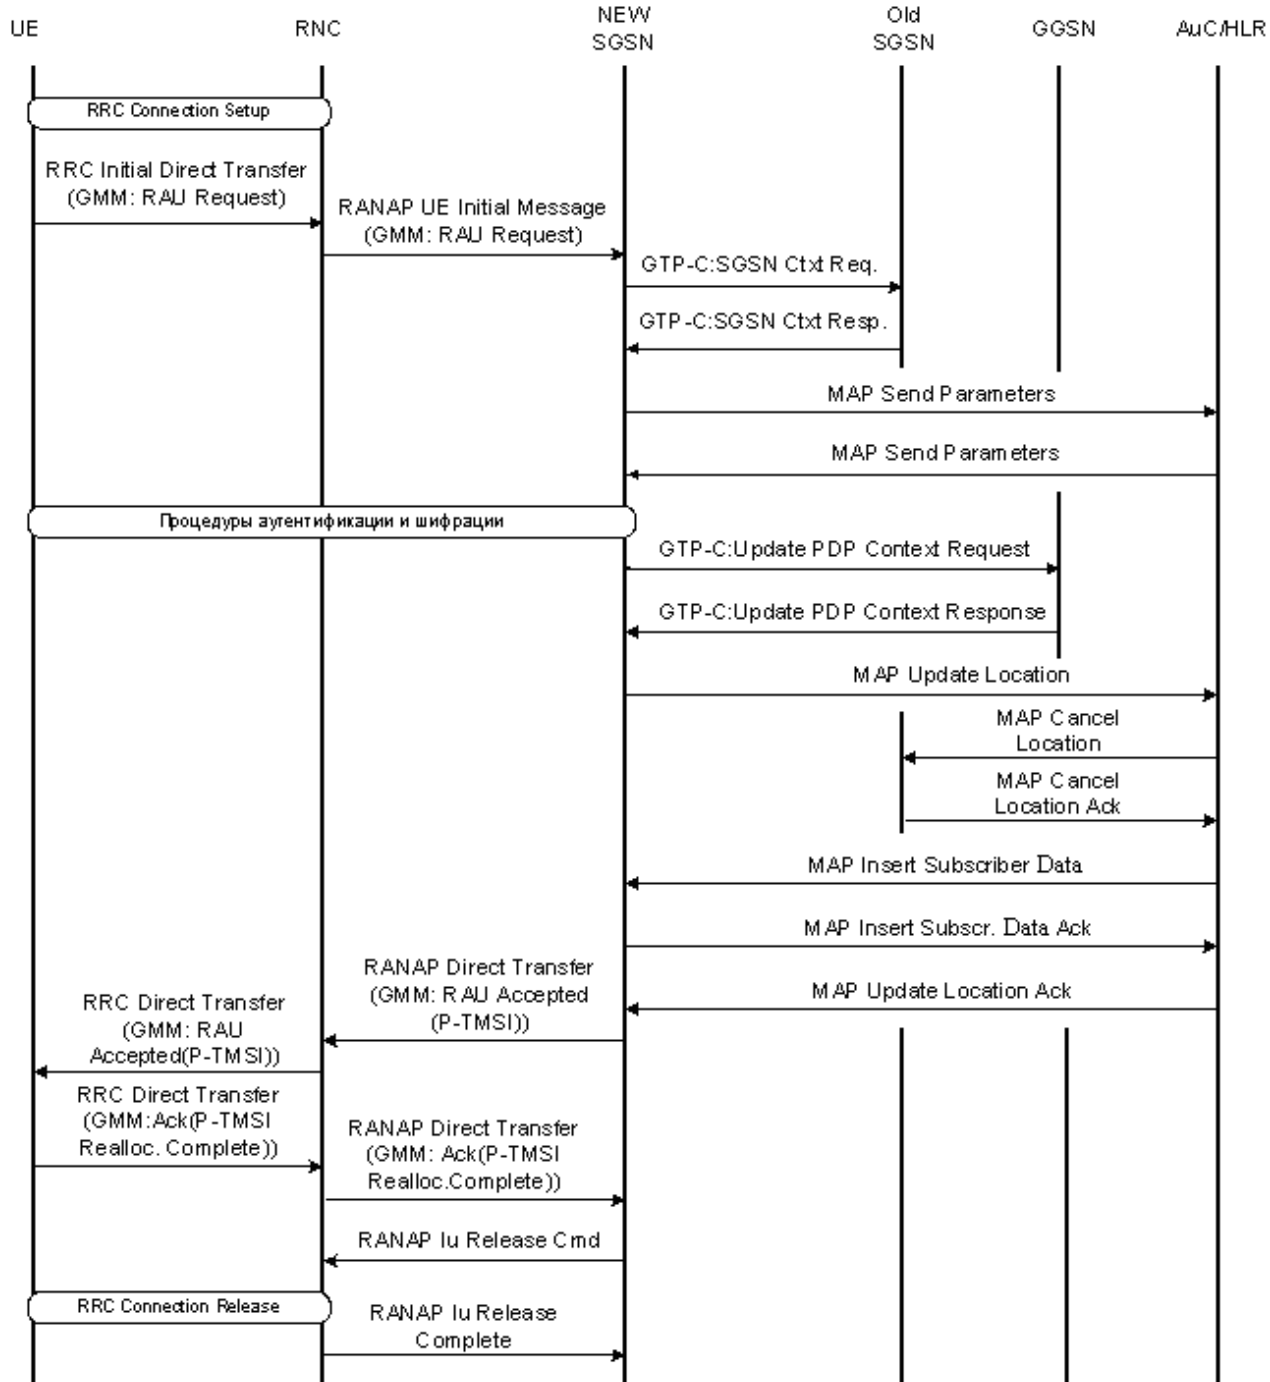 UE
RNC
NEW
SGSN
Old
SGSN
GGSN
AuC/HLR
RRC Connection Setup
RRC Initial Direct Transfer
(GMM: RAU Request)
RANAP UE Initial Message
(GMM: RAU Request)
GTP-C:SGSN Ctxt Req.
GTP-C:SGSN Ctxt Resp.
MAP Send Parameters
MAP Send Parameters
Процедуры аутентификации и шифрации
GTP-C:Update PDP Context Request
GTP-C:Update PDP Context Response
MAP Update Location
MAP Cancel
Location
MAP Cancel
Location Ack
MAP Insert Subscriber Data
MAP Insert Subscr. Data Ack
MAP Update Location Ack
RANAP Direct Transfer
(GMM: RAU Accepted
(P-TMSI))
RRC Direct Transfer
(GMM: RAU
Accepted(P-TMSI))
RRC Direct Transfer
(GMM:Ack(P-TMSI
Realloc. Complete))
RANAP Direct Transfer
(GMM: Ack(P-TMSI
Realloc.Complete))
RANAP Iu Release Cmd
RRC Connection Release
RANAP Iu Release
Complete